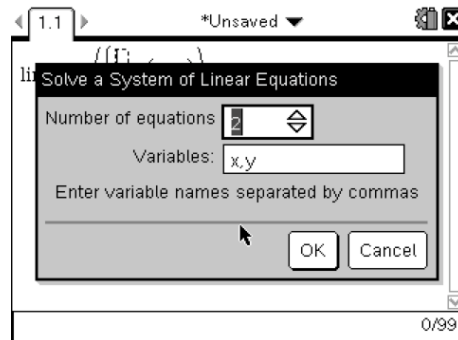 1.1
*Unsaved
Solve a System of Linear Equations
Number of equations 2
Variables: x,y
Enter variable names separated by commas
OK Cancel
0/99